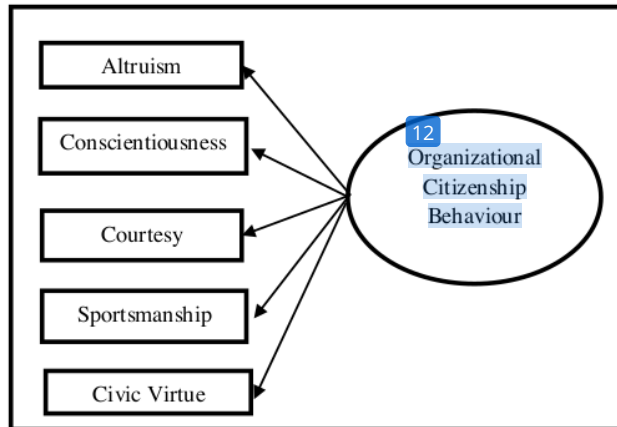 Altruism
Conscientiousness
Courtesy
Sportsmanship
Civic Virtue
12
Organizational
Citizenship
Behaviour